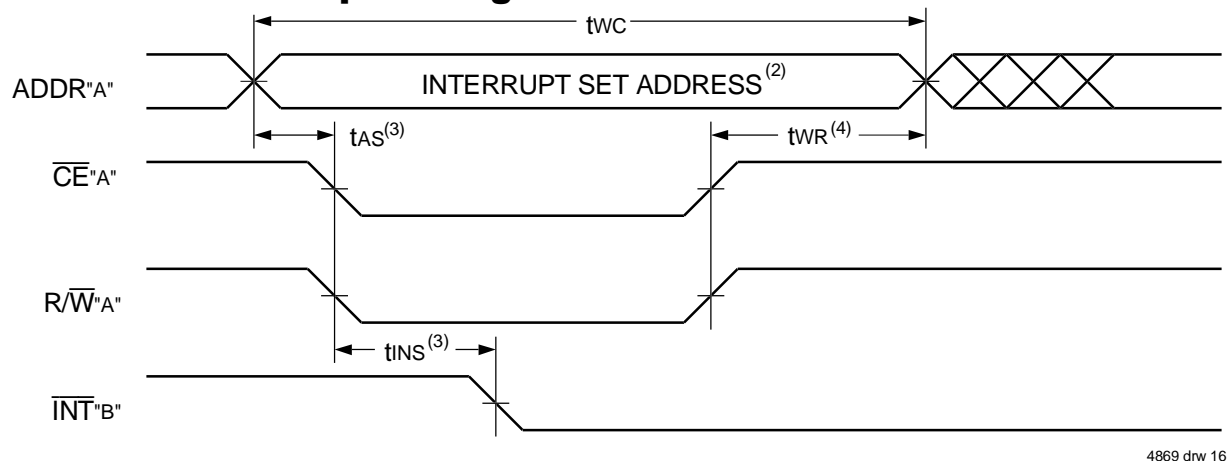 tWC
ADDR"A"
INTERRUPT SET ADDRESS(2)
tAS(3)
tWR(4)
CE"A"
R/W"A"
tINS(3)
INT"B"
4869 drw 16